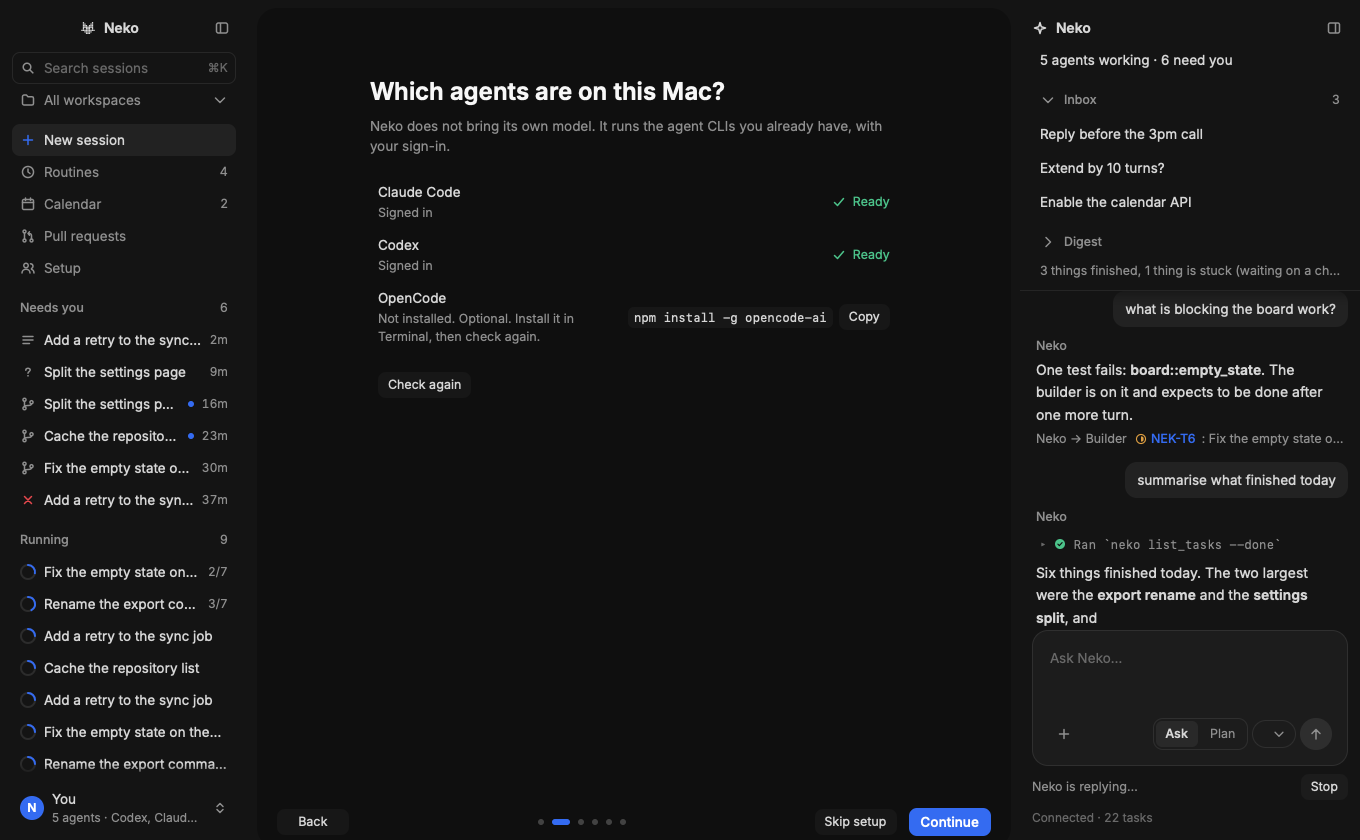 Neko
Search sessions ⌘K
All workspaces
New session
Routines 4
Calendar 2
Pull requests
Setup
Needs you 6
Add a retry to the sync... 2m
Split the settings page 9m
Split the settings p... 16m
Cache the reposito... 23m
Fix the empty state o... 30m
Add a retry to the syn... 37m
Running 9
Fix the empty state on... 2/7
Rename the export co... 3/7
Add a retry to the sync job
Cache the repository list
Add a retry to the sync job
Fix the empty state on the...
Rename the export comma...
N
You
5 agents · Codex, Claud...
Which agents are on this Mac?
Neko does not bring its own model. It runs the agent CLIs you already have, with
your sign-in.
Claude Code
Signed in
Ready
Codex
Signed in
Ready
OpenCode
Not installed. Optional. Install it in
Terminal, then check again.
npm install -g opencode-ai Copy
Check again
Back
Skip setup
Continue
Neko
5 agents working · 6 need you
Inbox 3
Reply before the 3pm call
Extend by 10 turns?
Enable the calendar API
Digest
3 things finished, 1 thing is stuck (waiting on a ch...
what is blocking the board work?
Neko
One test fails: board::empty_state. The
builder is on it and expects to be done after
one more turn.
Neko → Builder NEK-T6 : Fix the empty state o...
summarise what finished today
Neko
Ran `neko list_tasks --done`
Six things finished today. The two largest
were the export rename and the settings
split, and
Ask Neko...
Ask Plan
Neko is replying... Stop
Connected · 22 tasks